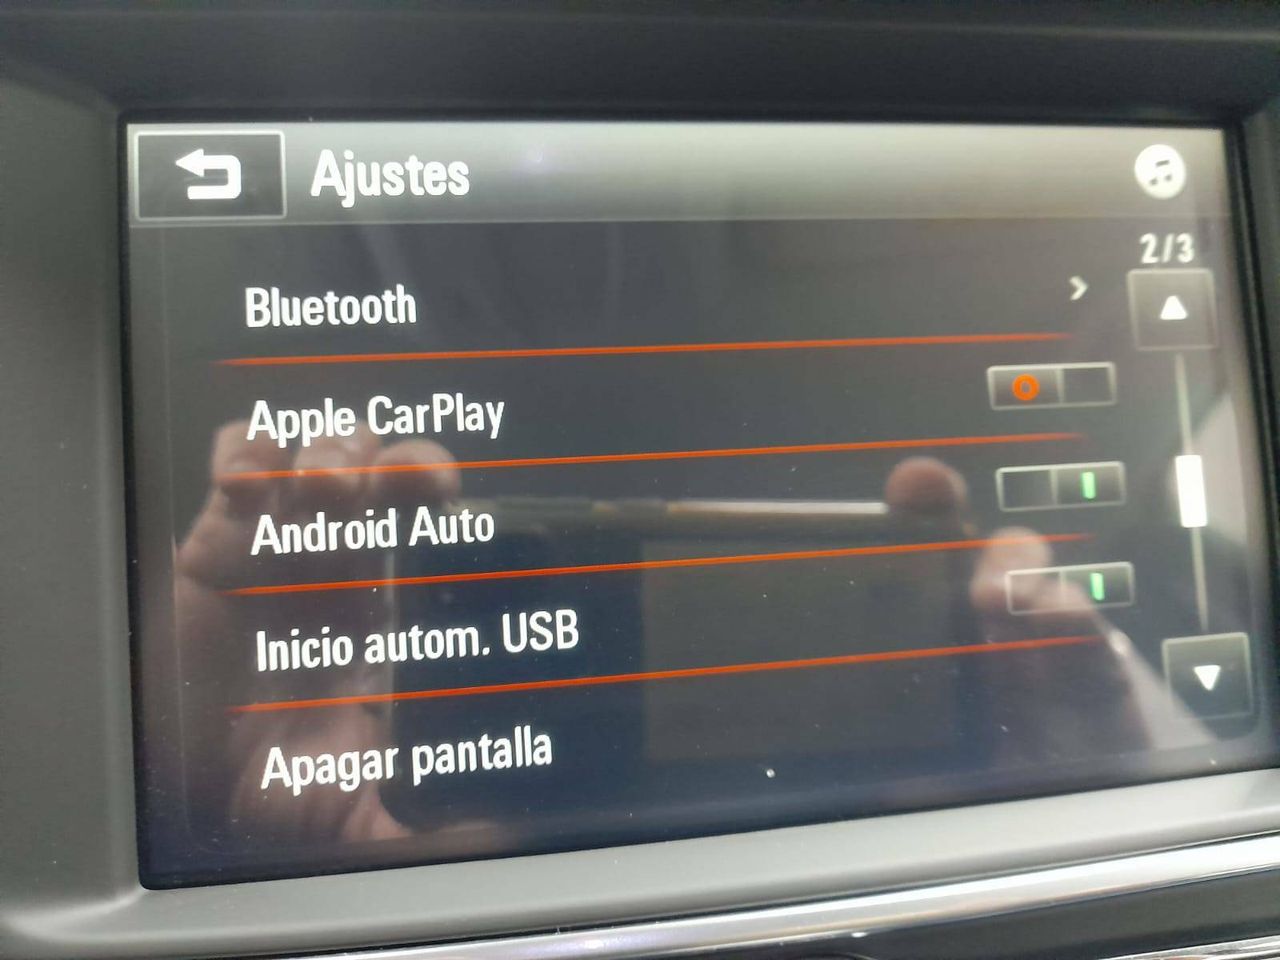 Ajustes
2/3
Bluetooth
Apple CarPlay
Android Auto
Inicio autom. USB
Apagar pantalla